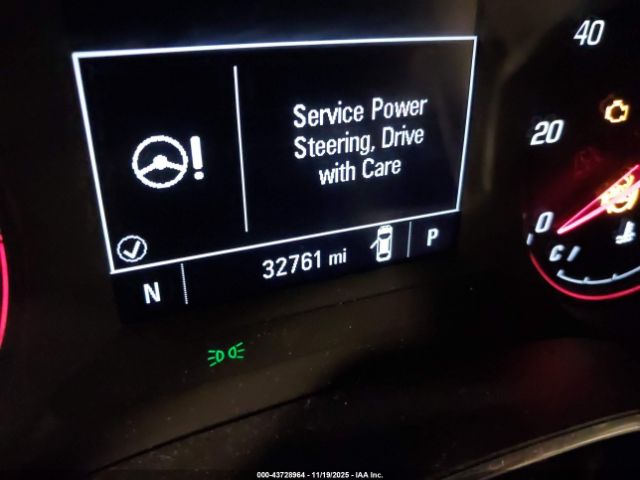 40
Service Power
Steering, Drive
with Care
20
0
N
32761 mi
P
000-43728964 - 11/19/2025 - IAA Inc.